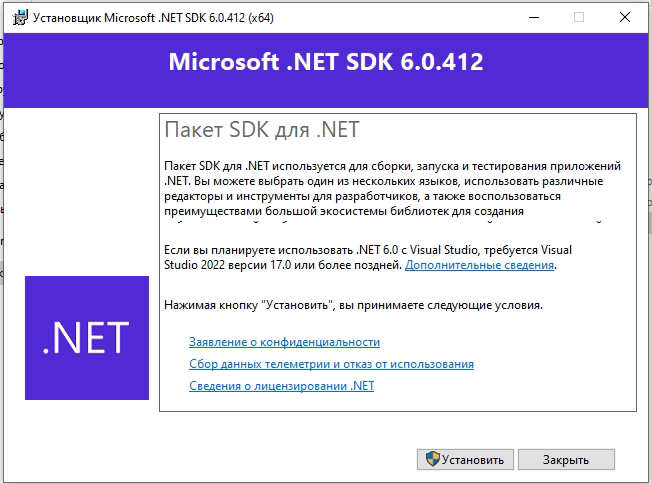 Установщик Microsoft .NET SDK 6.0.412 (x64)
Microsoft .NET SDK 6.0.412
Пакет SDK для .NET
Пакет SDK для .NET используется для сборки, запуска и тестирования приложений
.NET. Вы можете выбрать один из нескольких языков, использовать различные
редакторы и инструменты для разработчиков, а также воспользоваться
преимуществами большой экосистемы библиотек для создания
Если вы планируете использовать .NET 6.0 с Visual Studio, требуется Visual
Studio 2022 версии 17.0 или более поздней. Дополнительные сведения.
Нажимая кнопку "Установить", вы принимаете следующие условия.
.NET
Заявление о конфиденциальности
Сбор данных телеметрии и отказ от использования
Сведения о лицензировании .NET
Установить
Закрыть